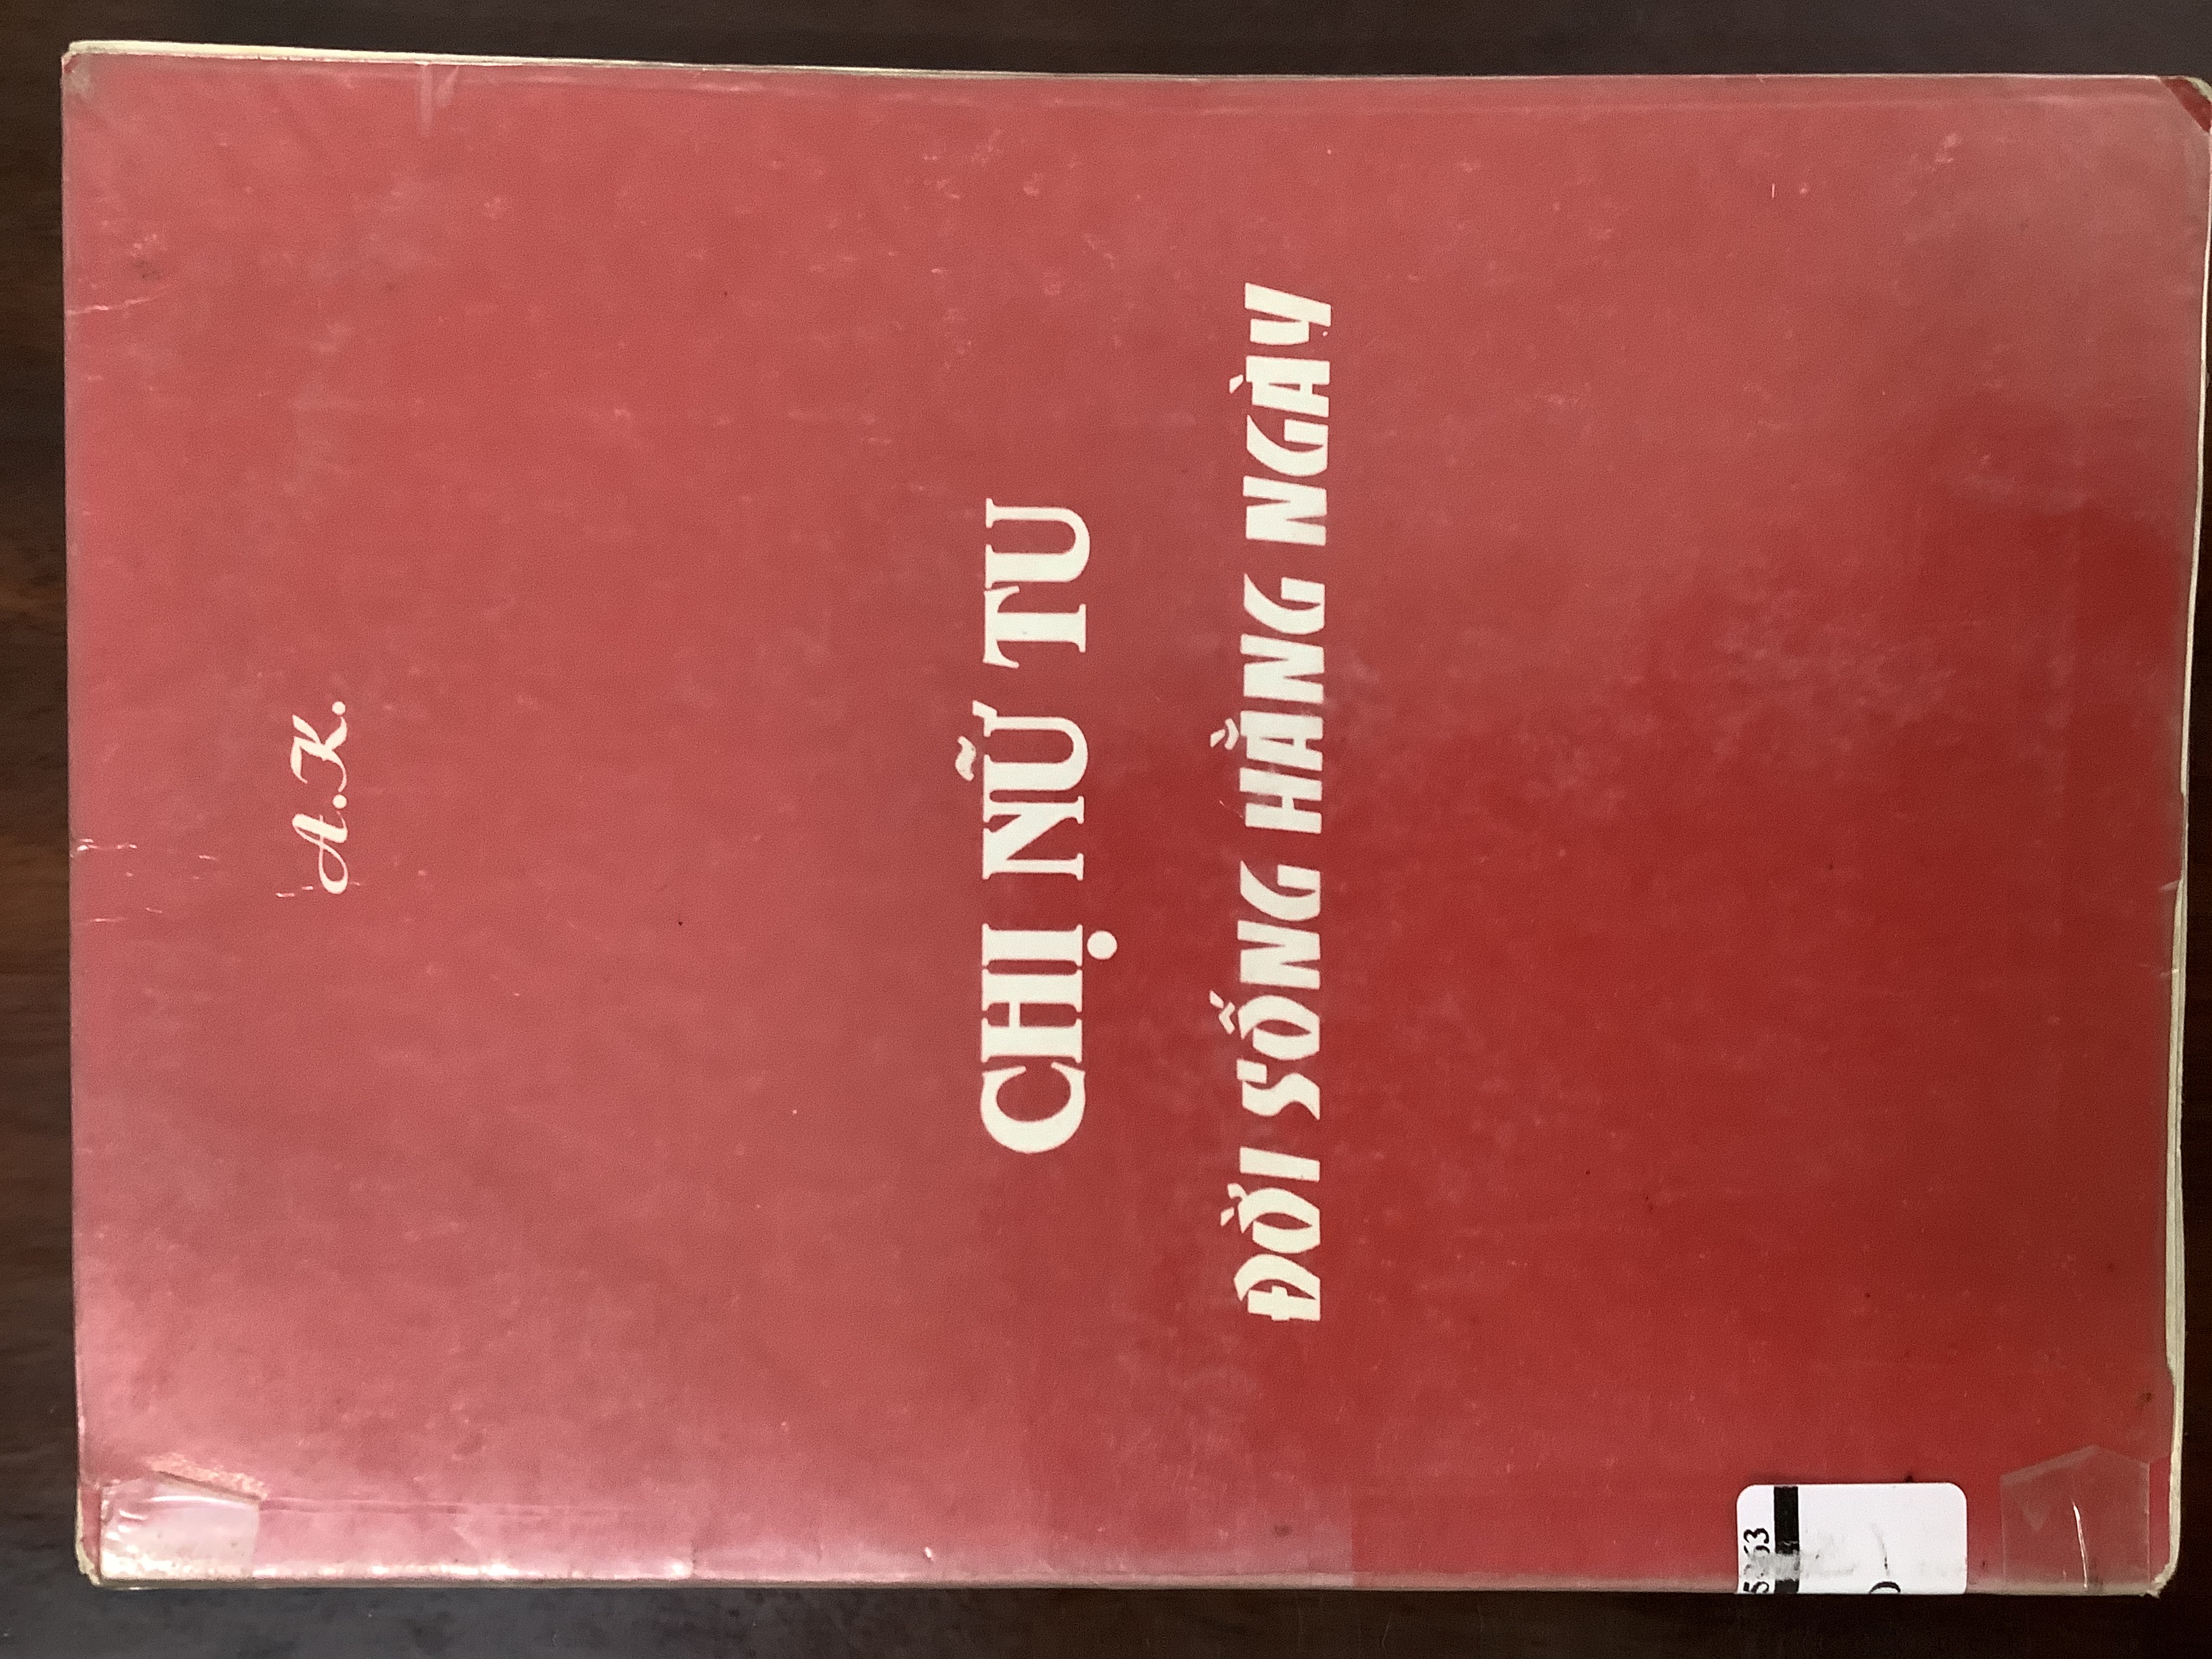 A.K.
CHỊ NỮ TU
ĐỜI SỐNG HẰNG NGÀY